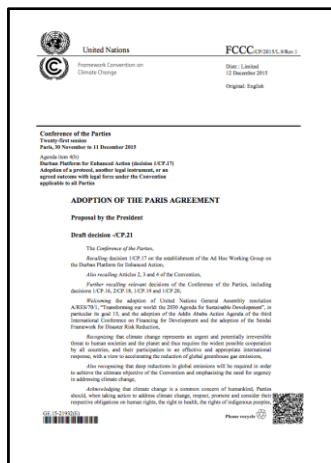 United Nations
FCCC/CP/2015/L.9/Rev.1
Framework Convention on
Climate Change
Distr.: Limited
12 December 2015
Original: English
Conference of the Parties
Twenty-first session
Paris, 30 November to 11 December 2015
Agenda item 4(b)
Durban Platform for Enhanced Action (decision 1/CP.17)
Adoption of a protocol, another legal instrument, or an
agreed outcome with legal force under the Convention
applicable to all Parties
ADOPTION OF THE PARIS AGREEMENT
Proposal by the President
Draft decision -/CP.21
The Conference of the Parties,
Recalling decision 1/CP.17 on the establishment of the Ad Hoc Working Group on
the Durban Platform for Enhanced Action,
Also recalling Articles 2, 3 and 4 of the Convention,
Further recalling relevant decisions of the Conference of the Parties, including
decisions 1/CP.16, 2/CP.18, 1/CP.19 and 1/CP.20,
Welcoming the adoption of United Nations General Assembly resolution
A/RES/70/1, "Transforming our world: the 2030 Agenda for Sustainable Development", in
particular its goal 13, and the adoption of the Addis Ababa Action Agenda of the third
International Conference on Financing for Development and the adoption of the Sendai
Framework for Disaster Risk Reduction,
Recognizing that climate change represents an urgent and potentially irreversible
threat to human societies and the planet and thus requires the widest possible cooperation
by all countries, and their participation in an effective and appropriate international
response, with a view to accelerating the reduction of global greenhouse gas emissions,
Also recognizing that deep reductions in global emissions will be required in order
to achieve the ultimate objective of the Convention and emphasizing the need for urgency
in addressing climate change,
Acknowledging that climate change is a common concern of humankind, Parties
should, when taking action to address climate change, respect, promote and consider their
respective obligations on human rights, the right to health, the rights of indigenous peoples,
GE.15-21932(E)
Please recycle